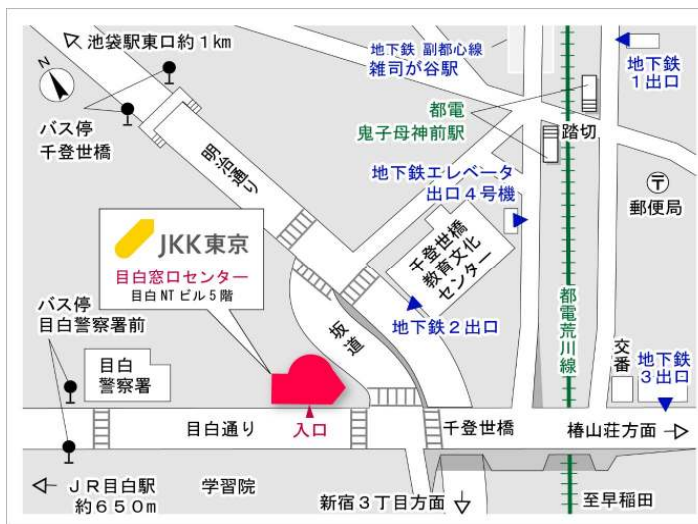 池袋駅東口約１km
地下鉄 副都心線
雑司が谷駅
地下鉄
１出口
バス停
千登世橋
明治通り
都電
鬼子母神前駅
踏切
地下鉄エレベータ
出口４号機
〒
郵便局
JKK東京
目白窓口センター
目白NTビル５階
千登世橋
教育文化
センター
バス停
目白警察署前
坂道
地下鉄２出口
都電荒川線
目白
警察署
交番
地下鉄
３出口
目白通り
入口
千登世橋
椿山荘方面
ＪＲ目白駅
約６５０ｍ
学習院
新宿３丁目方面
至早稲田